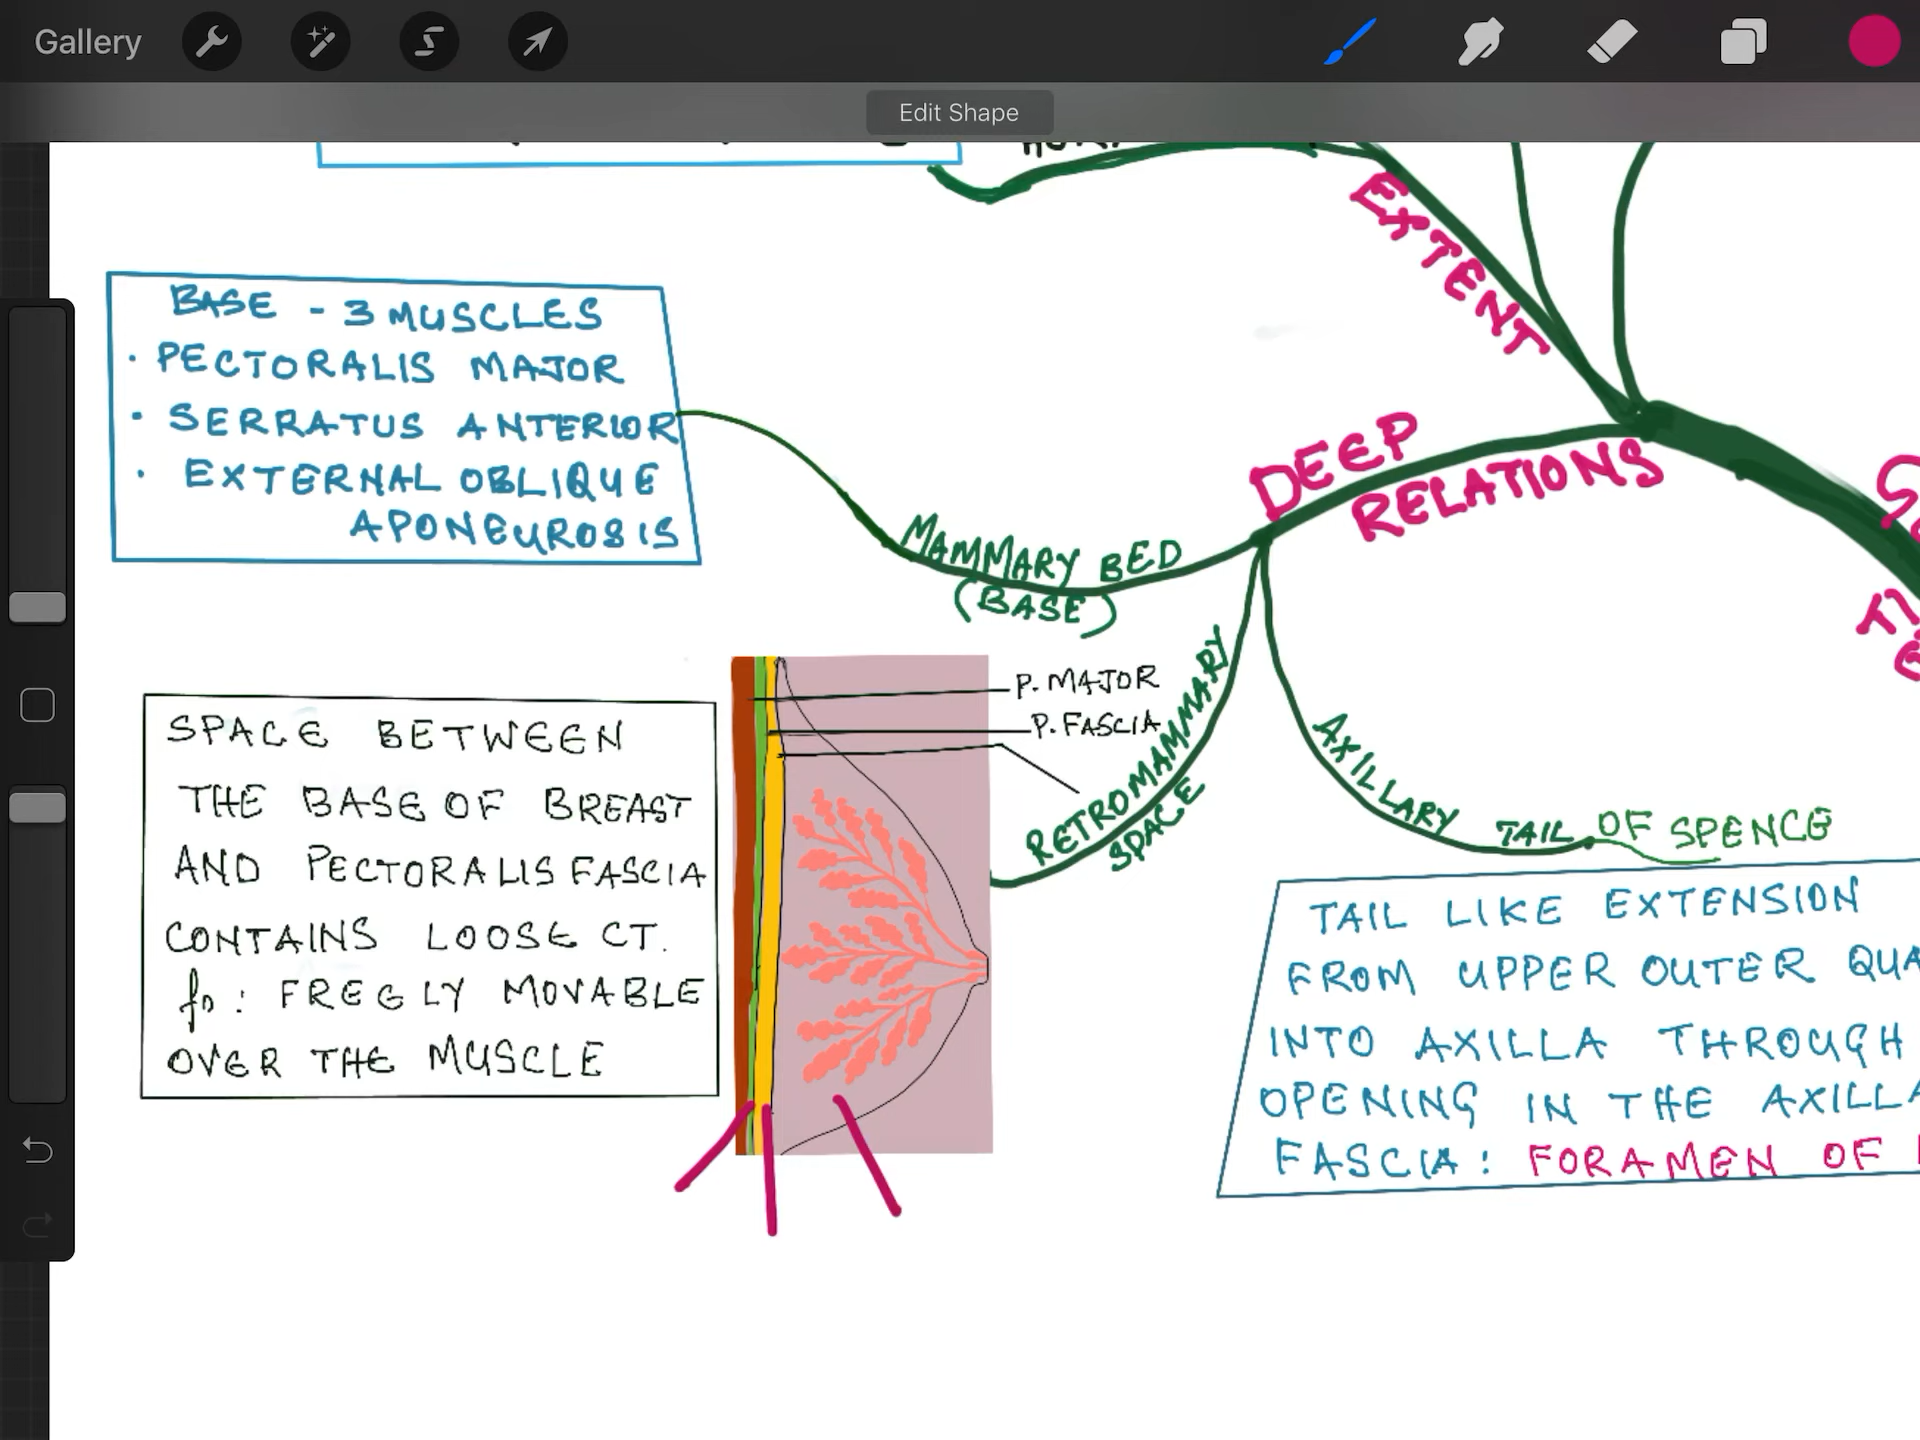 Gallery
Edit Shape
EXTENT
BASE - 3 MUSCLES
• PECTORALIS MAJOR
• SERRATUS ANTERIOR
• EXTERNAL OBLIQUE
APONEUROSIS
DEEP
RELATIONS
MAMMARY BED
(BASE)
P. MAJOR
P. FASCIA
RETROMAMMARY
SPACE
SPACE BETWEEN
THE BASE OF BREAST
AND PECTORALIS FASCIA
CONTAINS LOOSE CT.
fn: FREELY MOVABLE
OVER THE MUSCLE
AXILLARY TAIL OF SPENCE
TAIL LIKE EXTENSION
FROM UPPER OUTER QUA
INTO AXILLA THROUGH
OPENING IN THE AXILLA
FASCIA: FORAMEN OF